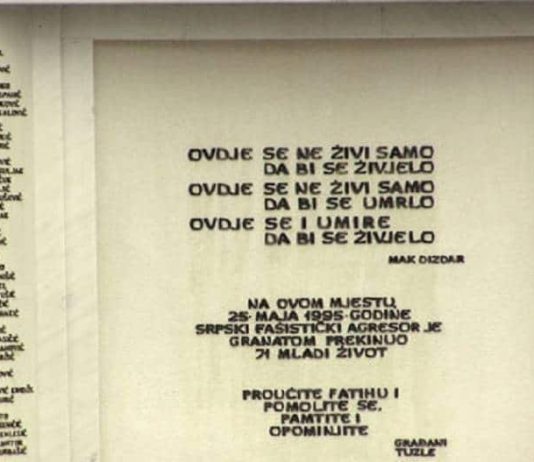 OVDJE SE NE ŽIVI SAMO
DA BI SE ŽIVJELO
OVDJE SE NE ŽIVI SAMO
DA BI SE UMRLO
OVDJE SE I UMIRE
DA BI SE ŽIVJELO
MAK DIZDAR
NA OVOM MJESTU
25. MAJA 1995. GODINE
SRPSKI FAŠISTIČKI AGRESOR JE
GRANATOM PREKINUO
71 MLADI ŽIVOT
PROUČITE FATIHU I
POMOLITE SE,
PAMTITE I
OPOMINJITE
GRAĐANI
TUZLE